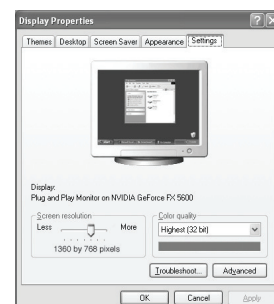 Display Properties
Themes Desktop Screen Saver Appearance Settings
Display:
Plug and Play Monitor on NVIDIA GeForce FX 5600
Screen resolution
Less More
1360 by 768 pixels
Color quality
Highest (32 bit)
Troubleshoot... Advanced
OK Cancel Apply